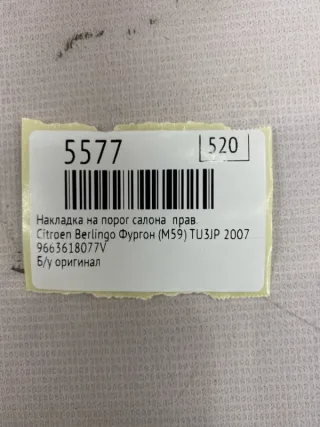 5577
520
Накладка на порог салона прав.
Citroen Berlingo Фургон (M59) TU3JP 2007
9663618077V
Б/у оригинал